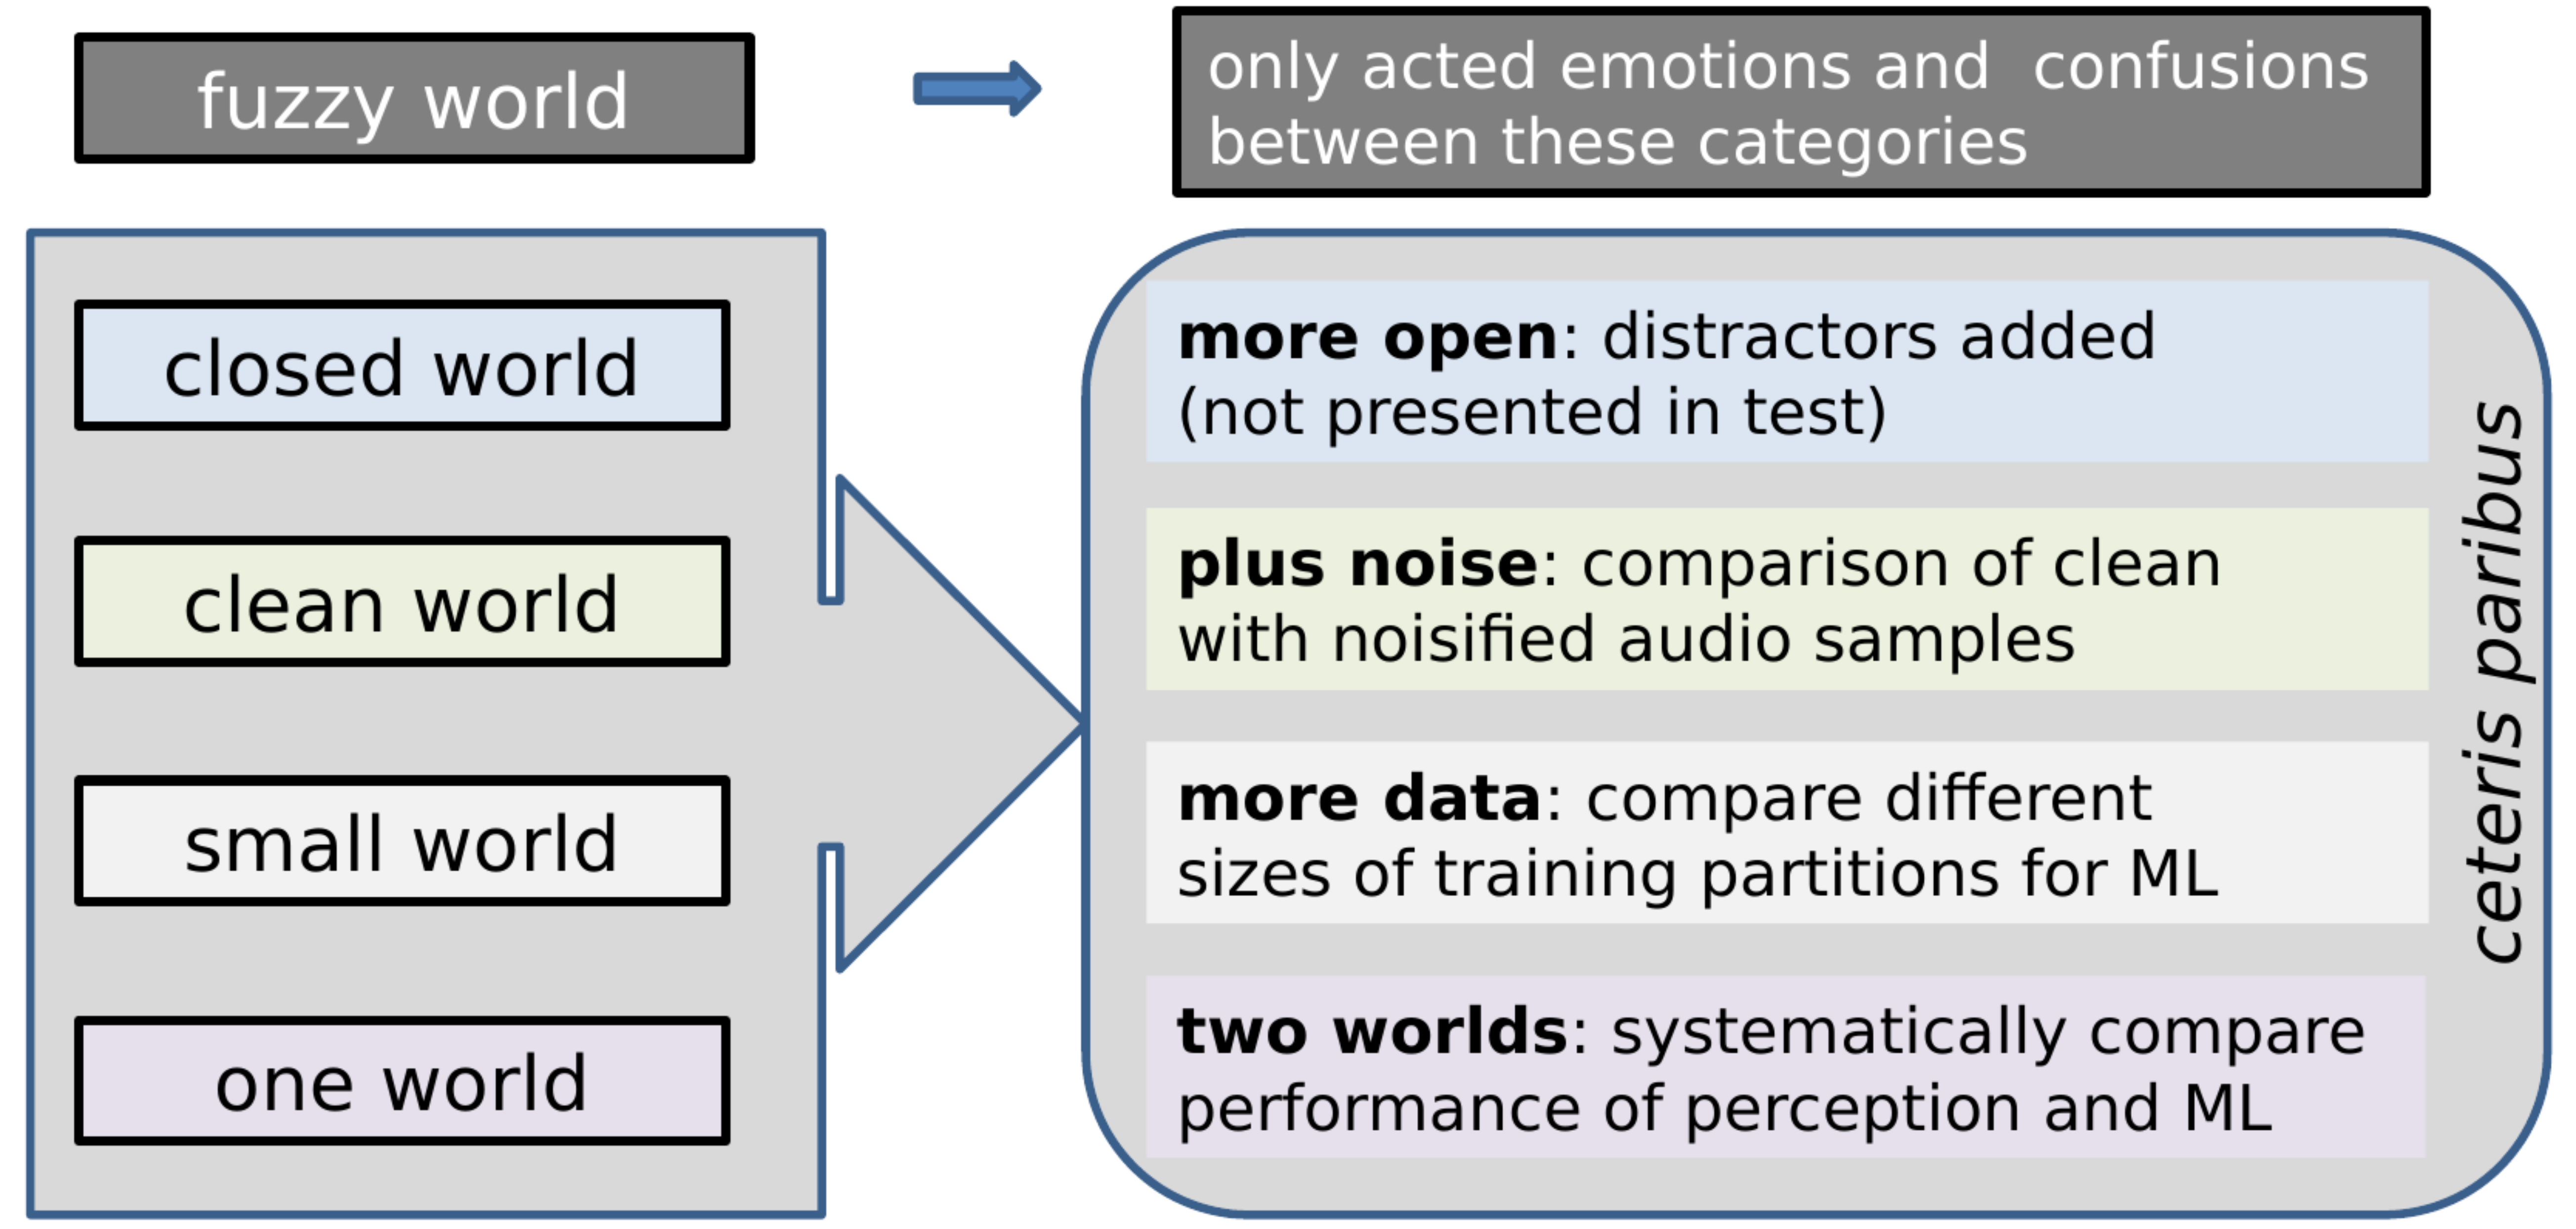 fuzzy world
only acted emotions and confusions
between these categories
closed world
clean world
small world
one world
more open: distractors added
(not presented in test)
plus noise: comparison of clean
with noisified audio samples
more data: compare different
sizes of training partitions for ML
two worlds: systematically compare
performance of perception and ML
ceteris paribus